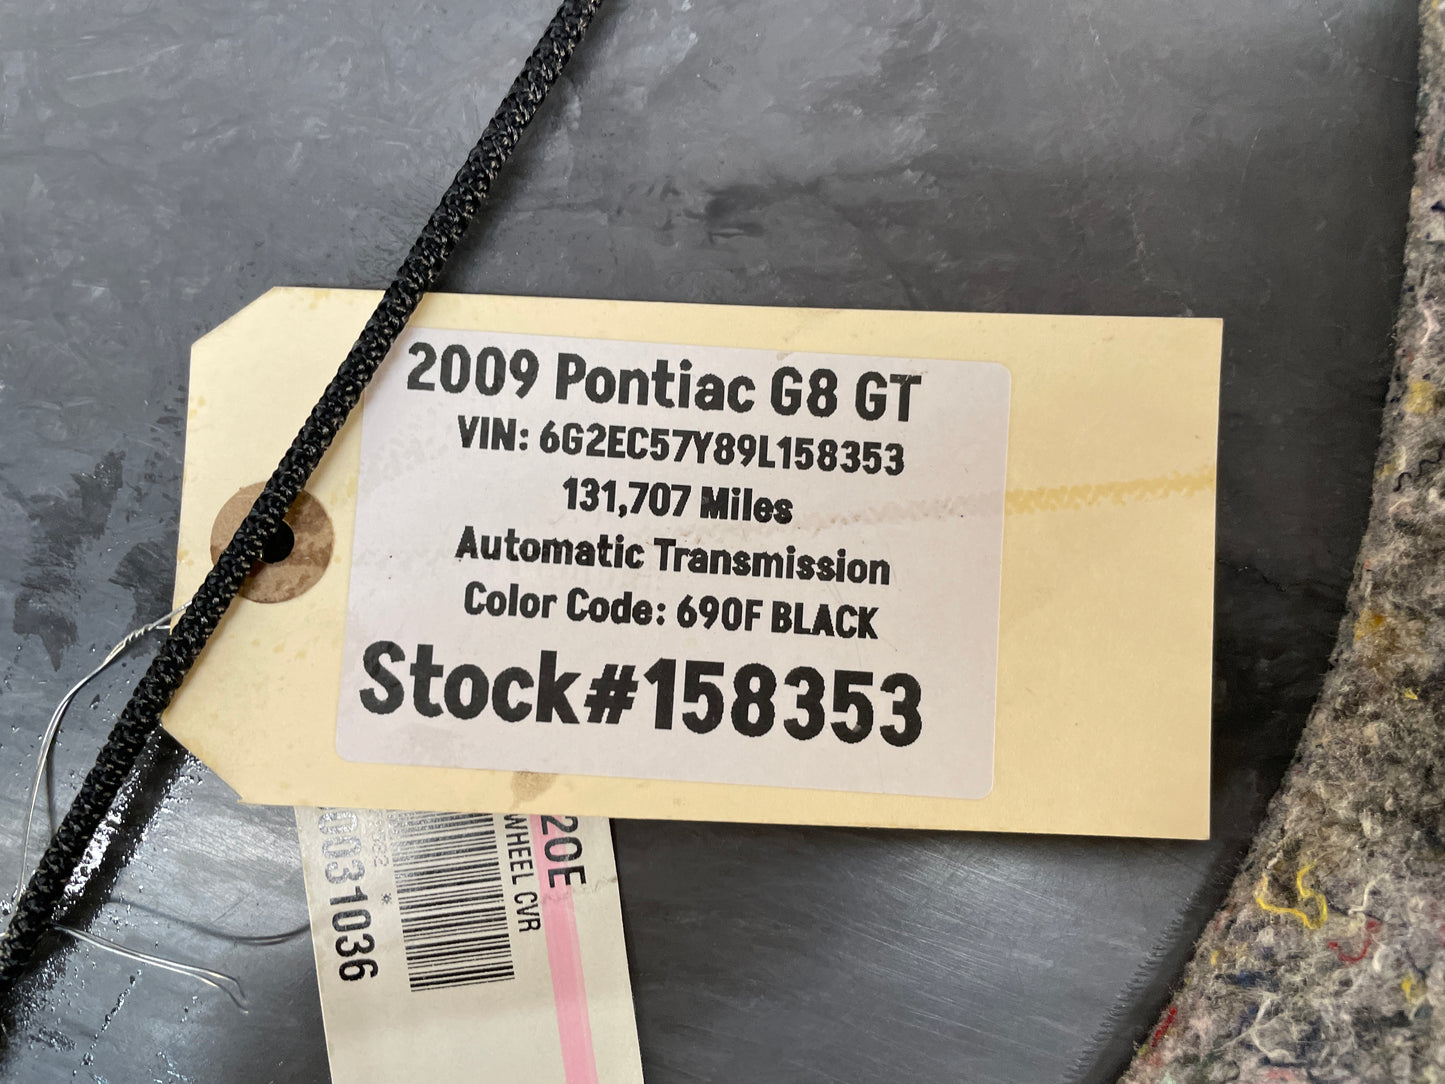 2009 Pontiac G8 GT
VIN: 6G2EC57Y89L158353
131,707 Miles
Automatic Transmission
Color Code: 690F BLACK
Stock#158353
20E
WHEEL CVR
*
0031036